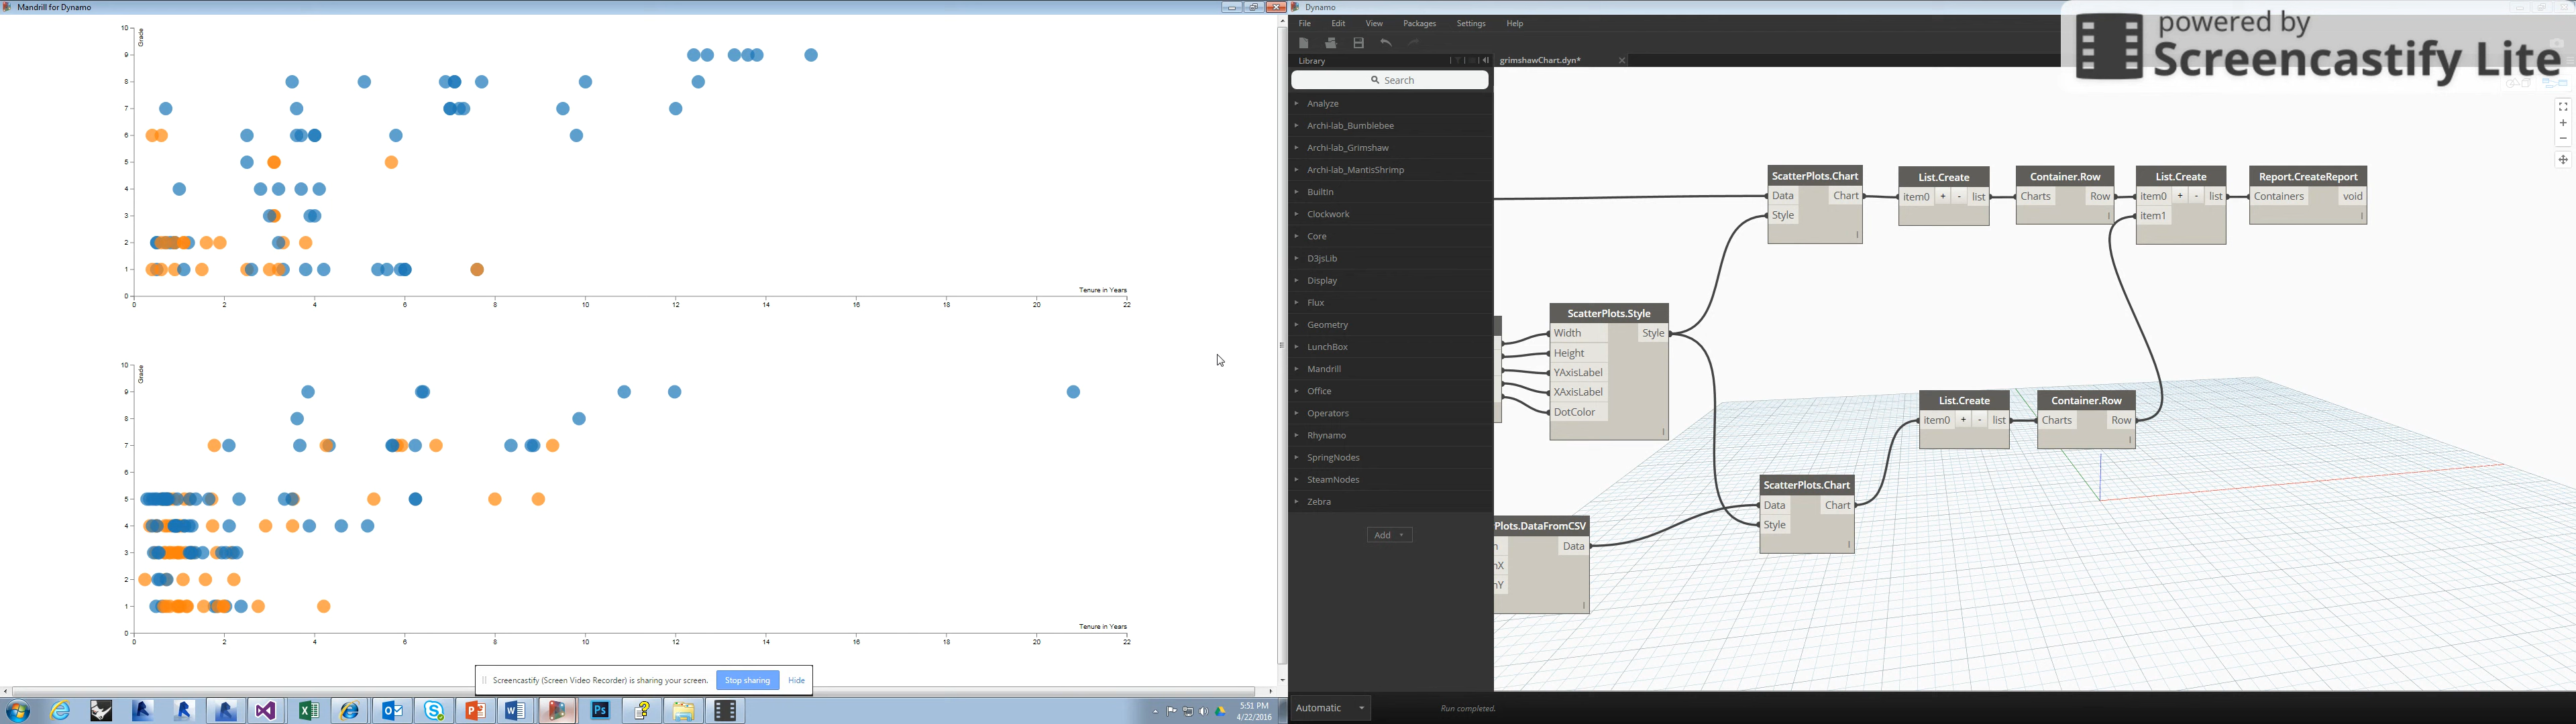 Mandrill for Dynamo
10
Grade
9
8
7
6
5
4
3
2
1
0
Tenure in Years
0 2 4 6 8 10 12 14 16 18 20 22
10
Grade
9
8
7
6
5
4
3
2
1
0
Tenure in Years
0 2 4 6 8 10 12 14 16 18 20 22
Screencastify (Screen Video Recorder) is sharing your screen. Stop sharing Hide
5:51 PM
4/22/2016
Dynamo
File Edit View Packages Settings Help
Library
grimshawChart.dyn*
Search
Analyze
Archi-lab_Bumblebee
Archi-lab_Grimshaw
Archi-lab_MantisShrimp
BuiltIn
Clockwork
Core
D3jsLib
Display
Flux
Geometry
LunchBox
Mandrill
Office
Operators
Rhynamo
SpringNodes
SteamNodes
Zebra
Add
Automatic
Run completed.
powered by
Screencastify Lite
ScatterPlots.Chart
Data Chart
Style
List.Create
item0 + - list
Container.Row
Charts Row
List.Create
item0 + - list
item1
Report.CreateReport
Containers void
ScatterPlots.Style
Width Style
Height
YAxisLabel
XAxisLabel
DotColor
List.Create
item0 + - list
Container.Row
Charts Row
ScatterPlots.Chart
Data Chart
Style
Plots.DataFromCSV
Data
nX
nY